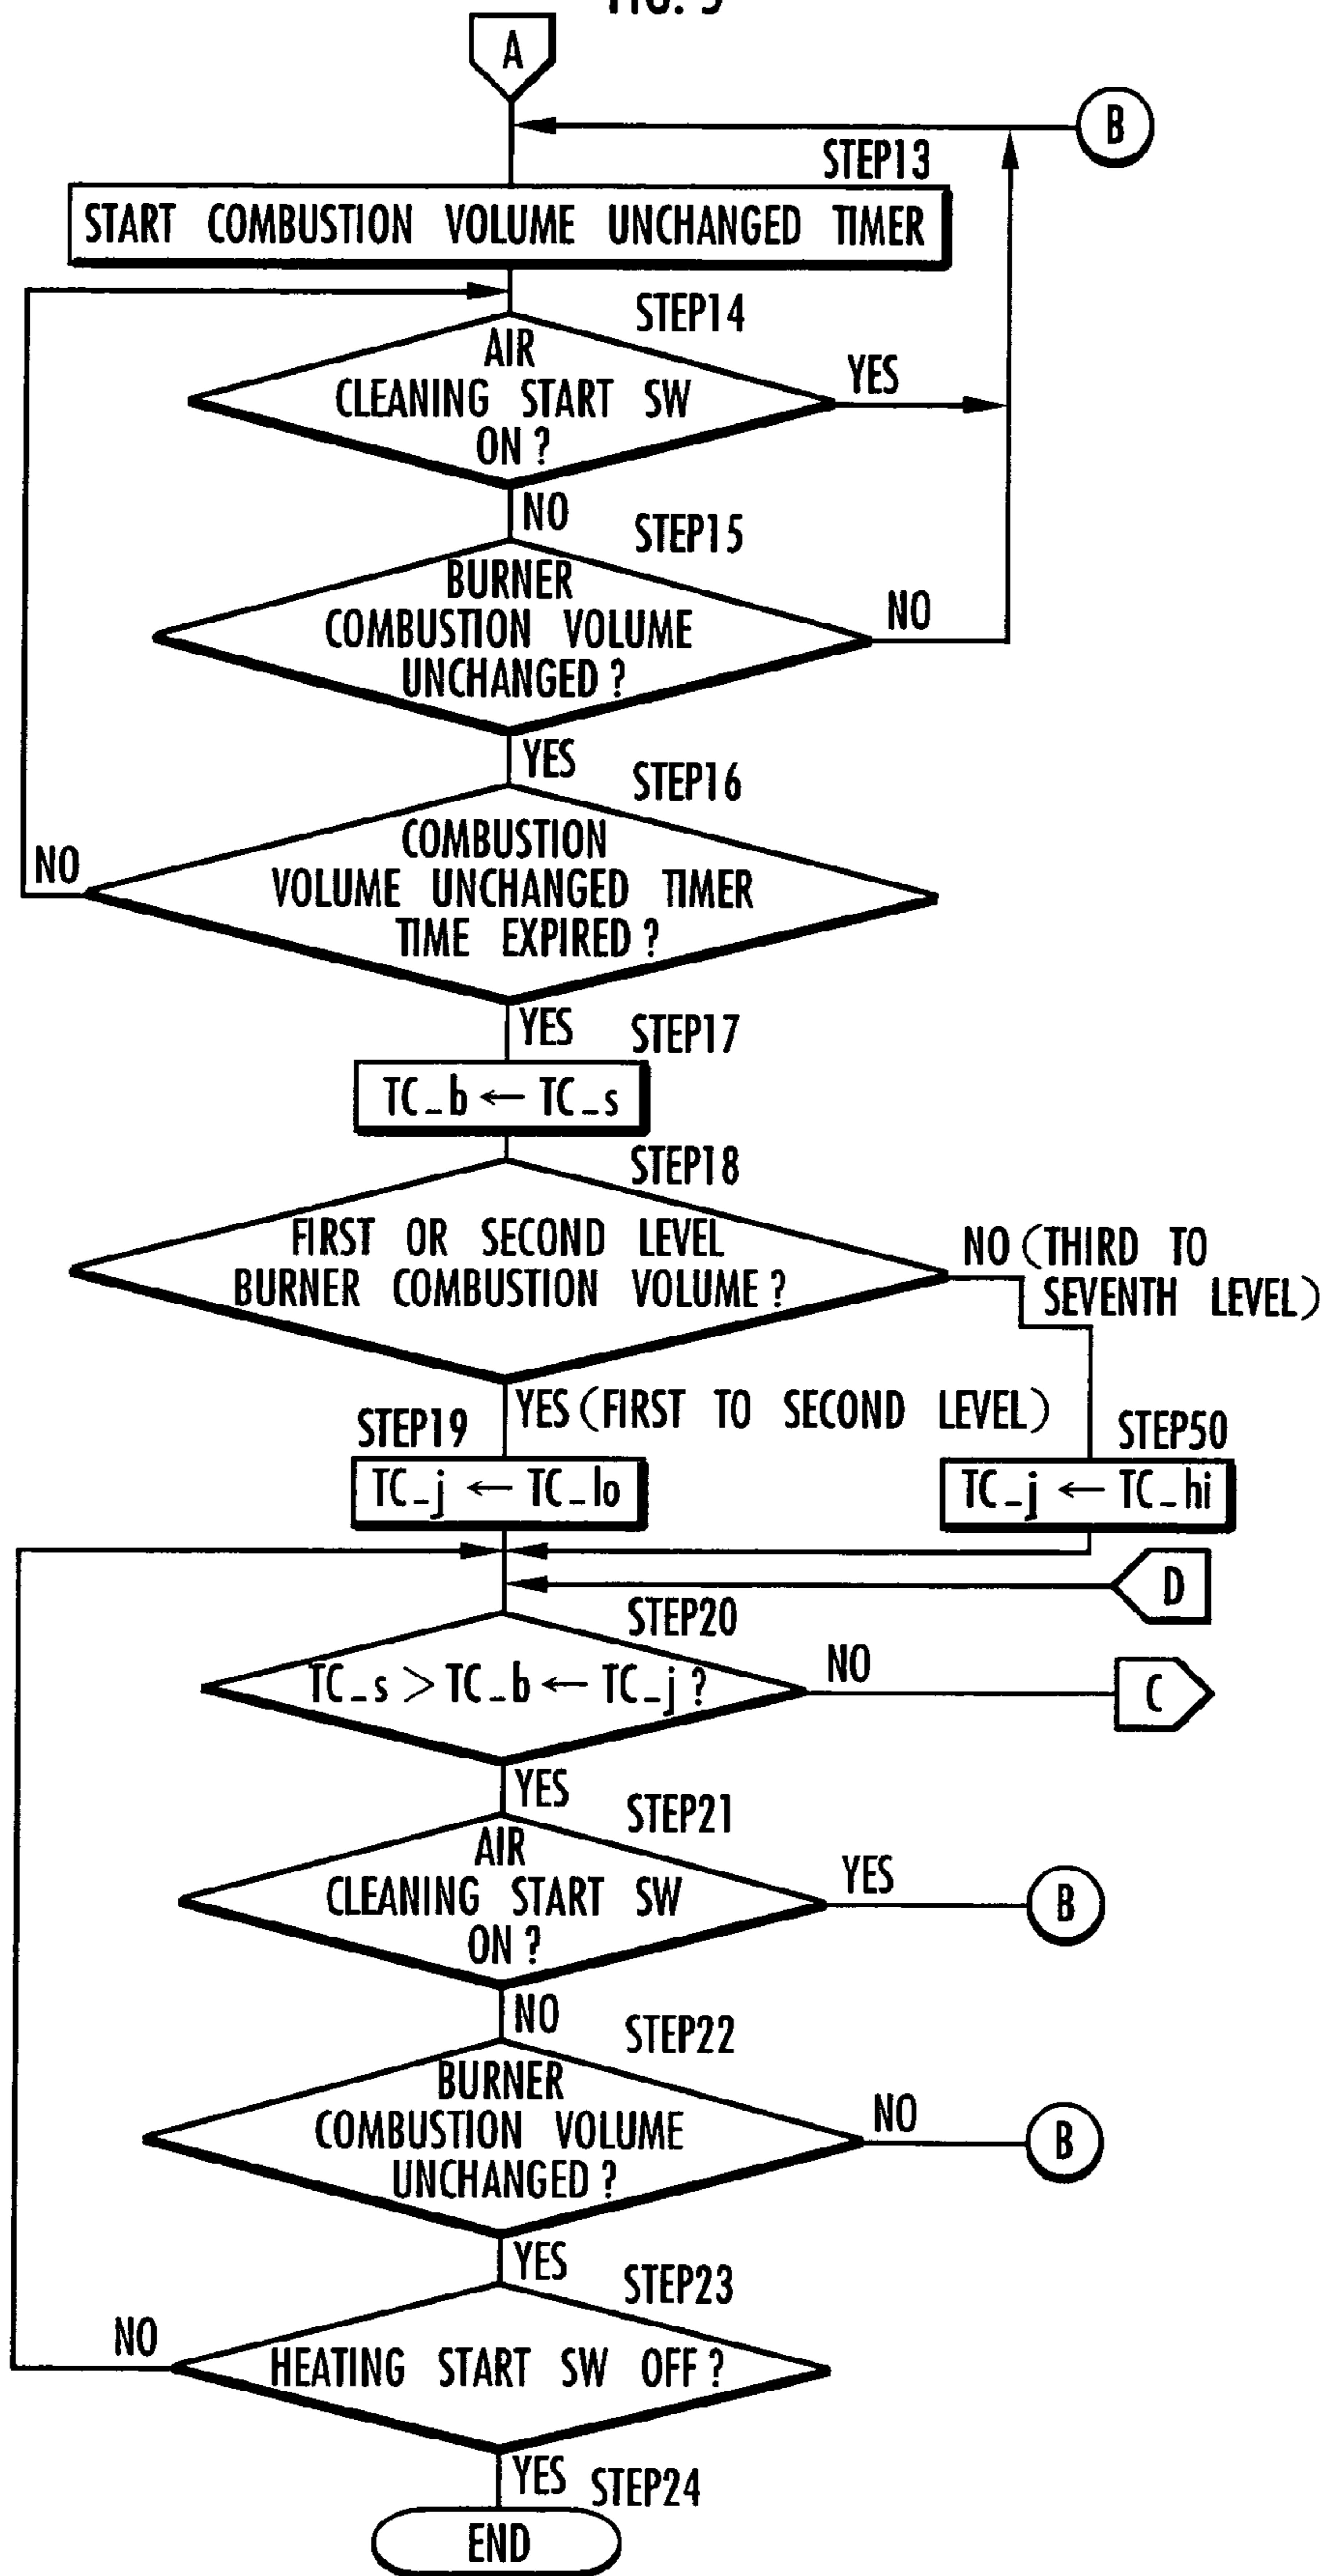 A
B
STEP13
START COMBUSTION VOLUME UNCHANGED TIMER
STEP14
AIR
CLEANING START SW
ON ?
YES
NO
STEP15
BURNER
COMBUSTION VOLUME
UNCHANGED ?
NO
YES
STEP16
COMBUSTION
VOLUME UNCHANGED TIMER
TIME EXPIRED ?
NO
YES
STEP17
TC_b ← TC_s
STEP18
FIRST OR SECOND LEVEL
BURNER COMBUSTION VOLUME ?
NO (THIRD TO
SEVENTH LEVEL)
YES (FIRST TO SECOND LEVEL)
STEP19
TC_j ← TC_lo
STEP50
TC_j ← TC_hi
D
STEP20
TC_s > TC_b ← TC_j ?
NO
C
YES
STEP21
AIR
CLEANING START SW
ON ?
YES
B
NO
STEP22
BURNER
COMBUSTION VOLUME
UNCHANGED ?
NO
B
YES
STEP23
HEATING START SW OFF ?
NO
YES
STEP24
END